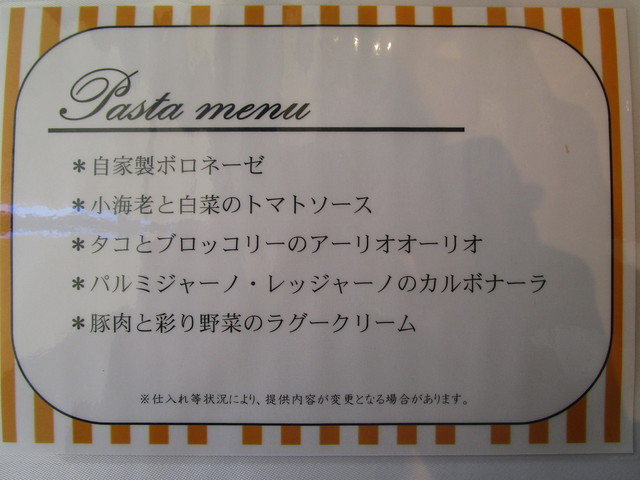 Pasta menu
＊自家製ボロネーゼ
＊小海老と白菜のトマトソース
＊タコとブロッコリーのアーリオオーリオ
＊パルミジャーノ・レッジャーノのカルボナーラ
＊豚肉と彩り野菜のラグークリーム
※仕入れ等状況により、提供内容が変更となる場合があります。